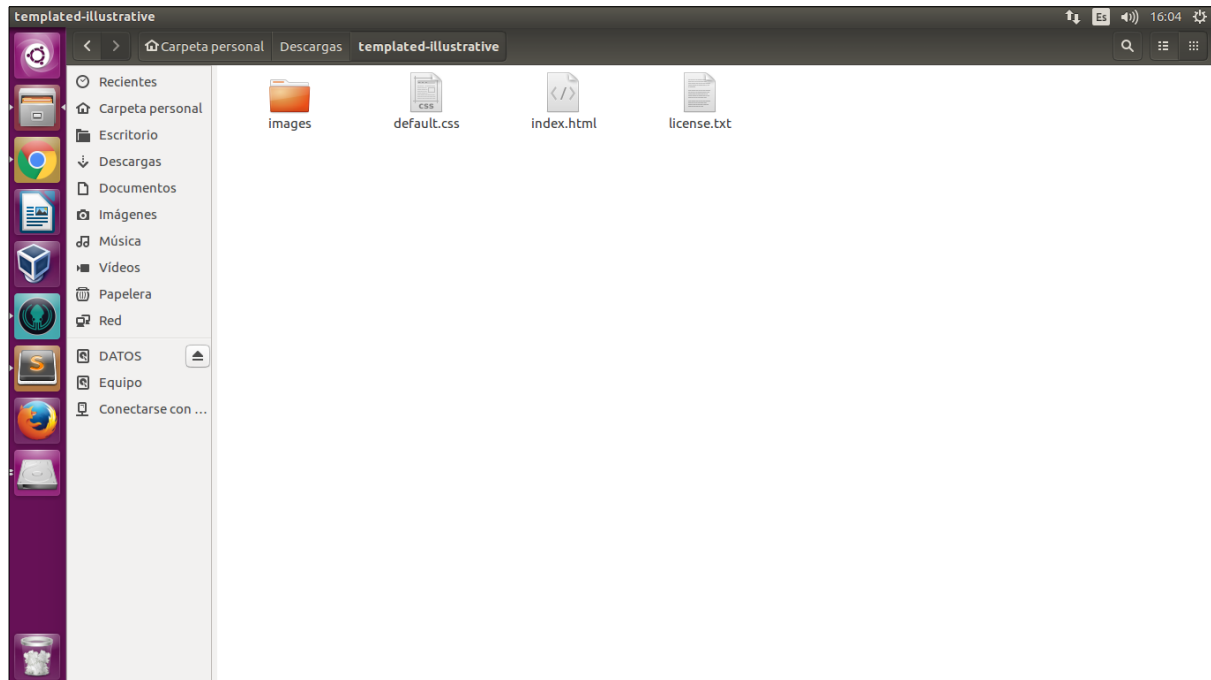 templated-illustrative
Es 16:04
Carpeta personal Descargas templated-illustrative
Recientes
Carpeta personal
Escritorio
Descargas
Documentos
Imágenes
Música
Vídeos
Papelera
Red
DATOS
Equipo
Conectarse con ...
images
CSS
default.css
</>
index.html
license.txt
S